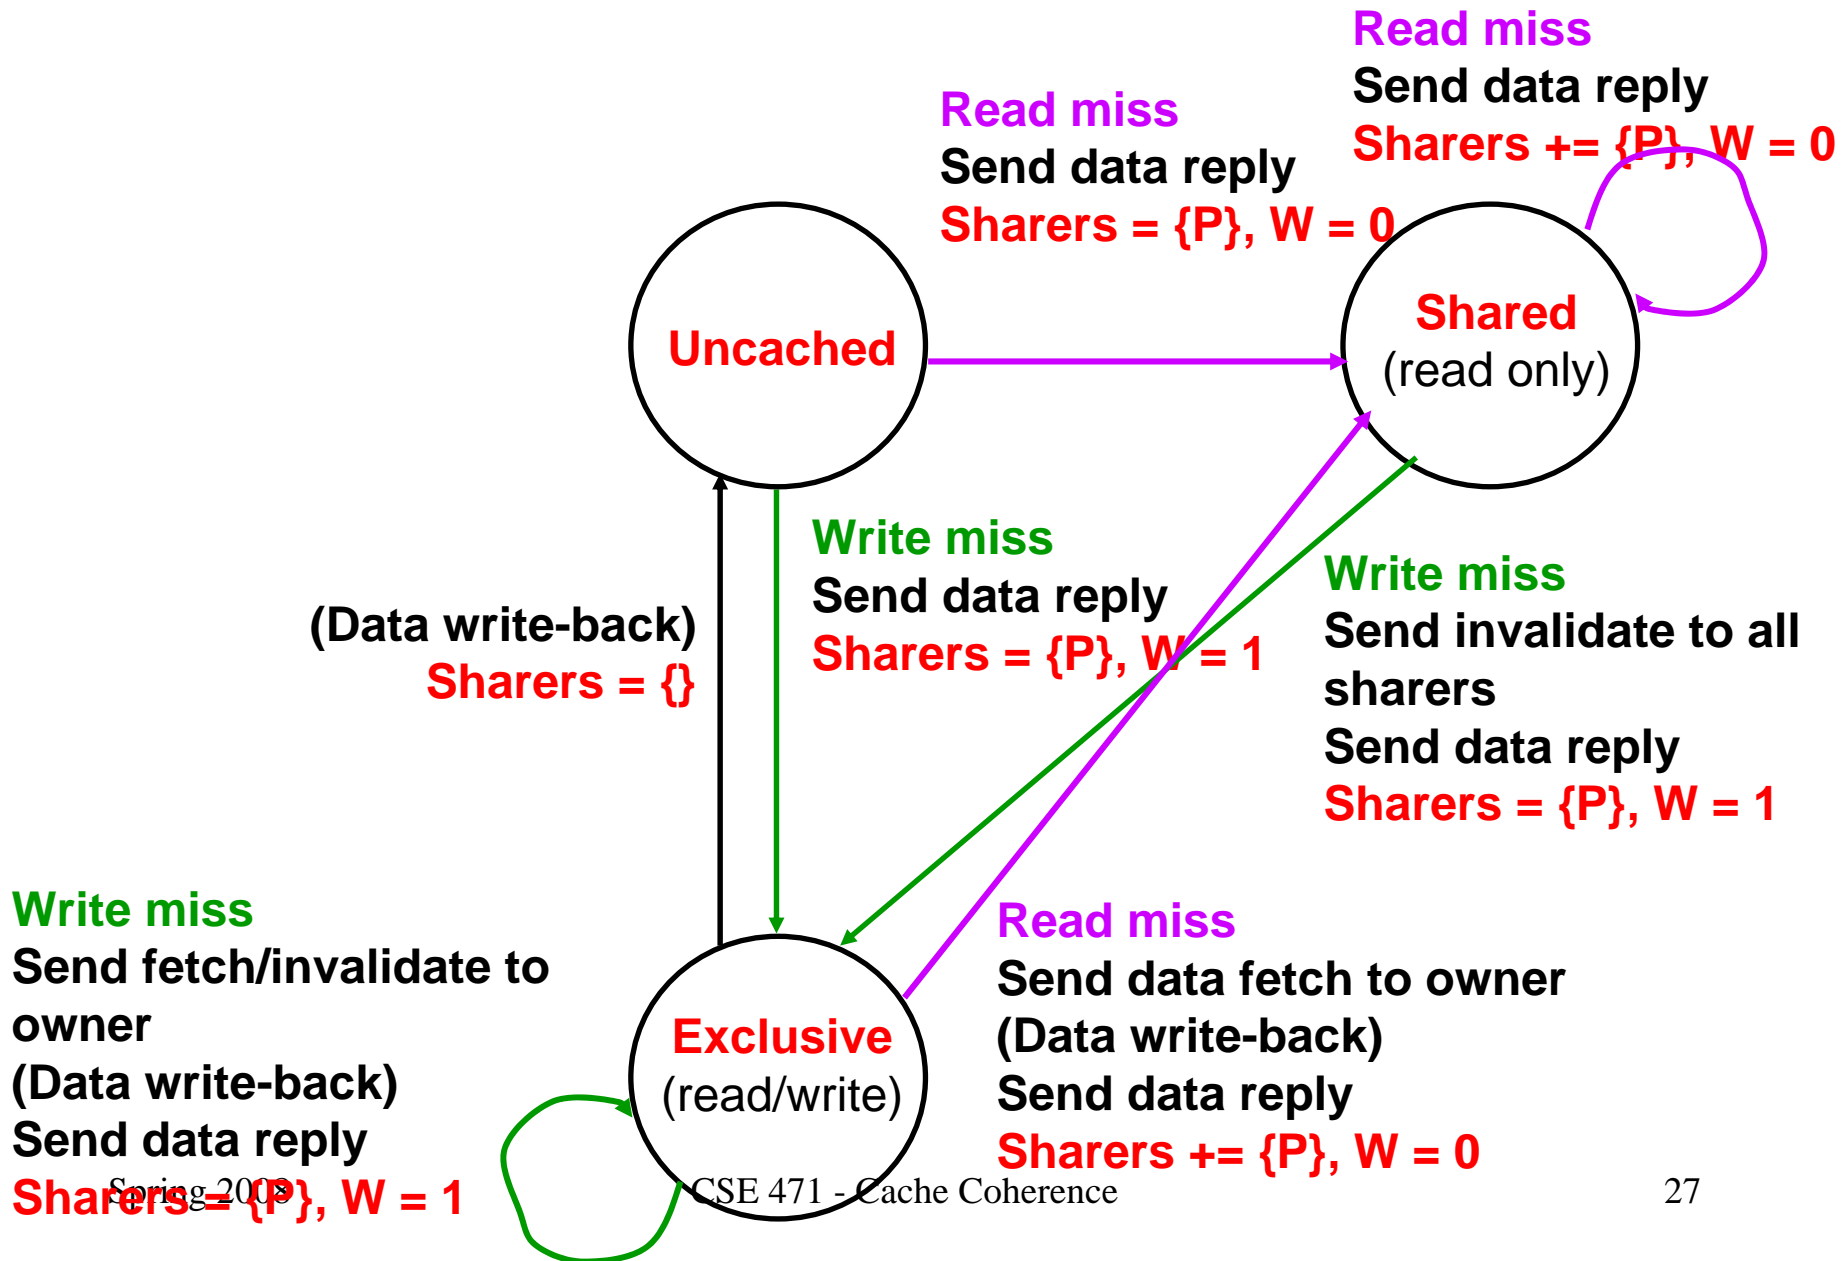 Read miss
Send data reply
Sharers += {P}, W = 0
Read miss
Send data reply
Sharers = {P}, W = 0
Uncached
Shared
(read only)
(Data write-back)
Sharers = {}
Write miss
Send data reply
Sharers = {P}, W = 1
Write miss
Send invalidate to all
sharers
Send data reply
Sharers = {P}, W = 1
Write miss
Send fetch/invalidate to
owner
(Data write-back)
Send data reply
Sharers = {P}, W = 1
Exclusive
(read/write)
Read miss
Send data fetch to owner
(Data write-back)
Send data reply
Sharers += {P}, W = 0
Spring 2008
CSE 471 - Cache Coherence
27